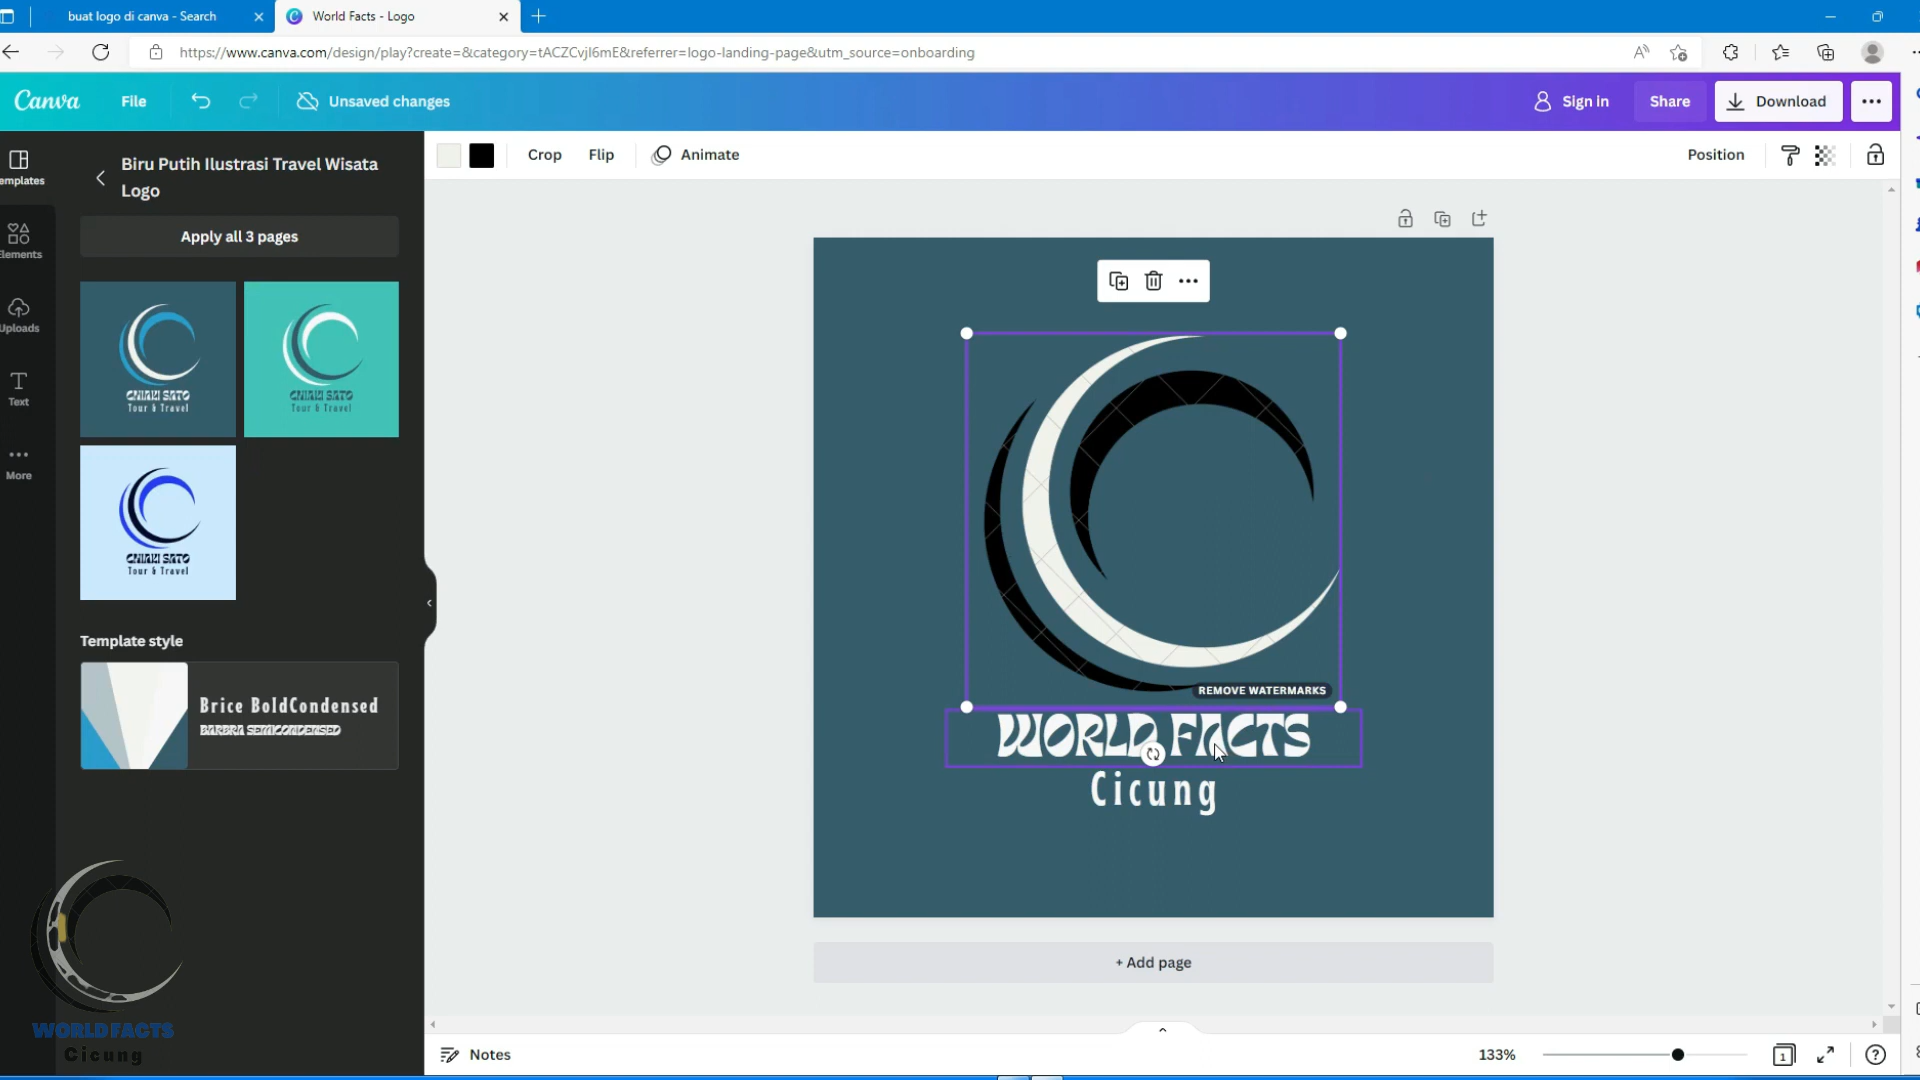 buat logo di canva - Search
World Facts - Logo
https://www.canva.com/design/play?create=&category=tACZCvjI6mE&referrer=logo-landing-page&utm_source=onboarding
Canva
File
Unsaved changes
Sign in
Share
Download
emplates
Elements
Uploads
Text
More
Biru Putih Ilustrasi Travel Wisata
Logo
Apply all 3 pages
CHIAKI SATO
Tour & Travel
CHIAKI SATO
Tour & Travel
CHIAKI SATO
Tour & Travel
Template style
Brice BoldCondensed
BARBRA SEMICONDENSED
Crop
Flip
Animate
Position
REMOVE WATERMARKS
WORLD FACTS
Cicung
+ Add page
WORLD FACTS
Cicung
Notes
133%
1